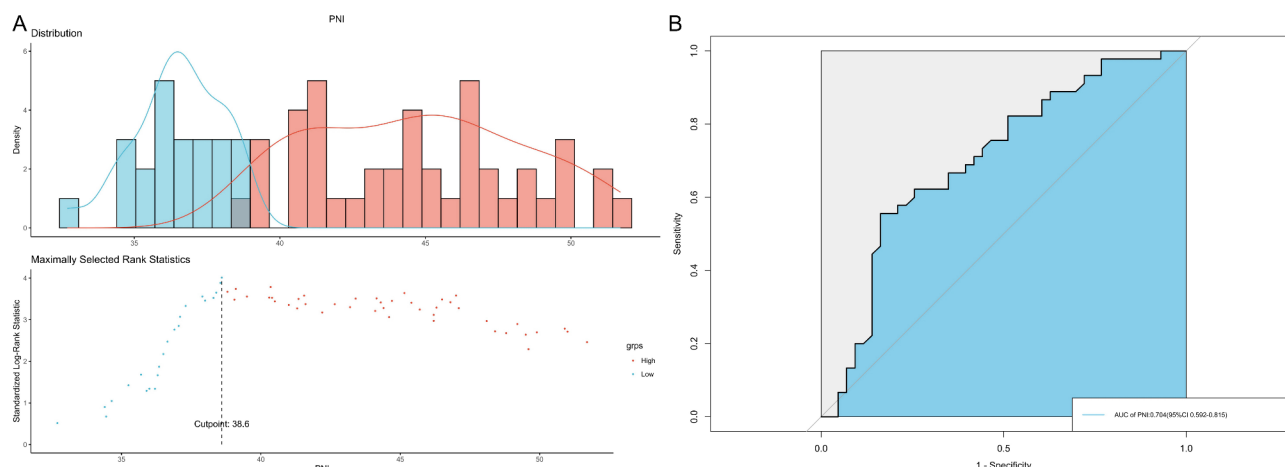 A
PNI
Distribution
6
4
2
0
Density
35
40
45
50
Maximally Selected Rank Statistics
4
3
2
1
0
Standardized Log-Rank Statistic
Cutpoint: 38.6
35
40
45
50
PNI
grps
High
Low
B
1.0
0.8
0.6
0.4
0.2
0.0
Sensitivity
AUC of PNI:0.704(95%CI 0.592-0.815)
0.0
0.5
1.0
1 - Specificity